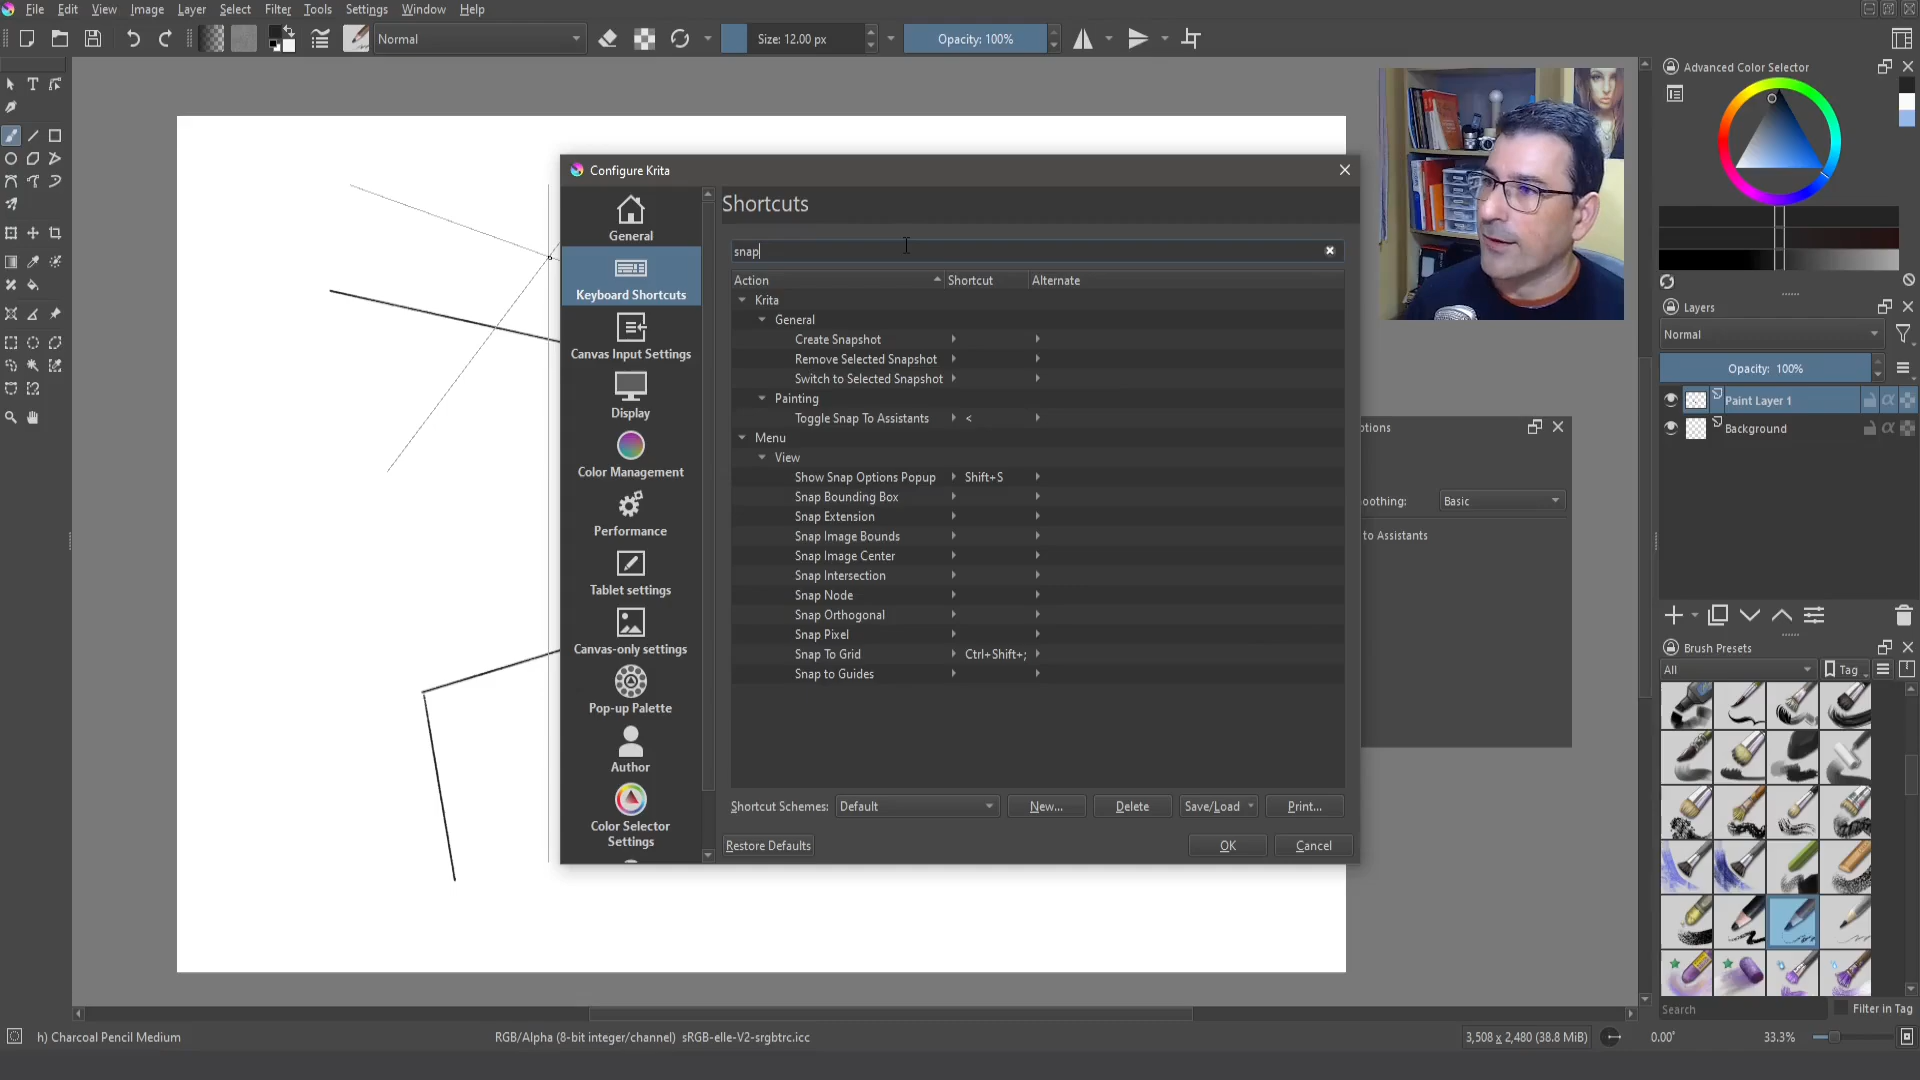 File Edit View Image Layer Select Filter Tools Settings Window Help
Normal
Size: 12.00 px
Opacity: 100%
Advanced Color Selector
Configure Krita
General
Keyboard Shortcuts
Canvas Input Settings
Display
Color Management
Performance
Tablet settings
Canvas-only settings
Pop-up Palette
Author
Color Selector
Settings
Shortcuts
snap
Action Shortcut Alternate
Krita
General
Create Snapshot
Remove Selected Snapshot
Switch to Selected Snapshot
Painting
Toggle Snap To Assistants <
Menu
View
Show Snap Options Popup Shift+S
Snap Bounding Box
Snap Extension
Snap Image Bounds
Snap Image Center
Snap Intersection
Snap Node
Snap Orthogonal
Snap Pixel
Snap To Grid Ctrl+Shift+;
Snap to Guides
Shortcut Schemes: Default New... Delete Save/Load Print...
Restore Defaults OK Cancel
ptions
oothing: Basic
to Assistants
Layers
Normal
Opacity: 100%
Paint Layer 1
Background
Brush Presets
All Tag
Search Filter in Tag
h) Charcoal Pencil Medium
RGB/Alpha (8-bit integer/channel) sRGB-elle-V2-srgbtrc.icc
3,508 x 2,480 (38.8 MiB)
0.00°
33.3%